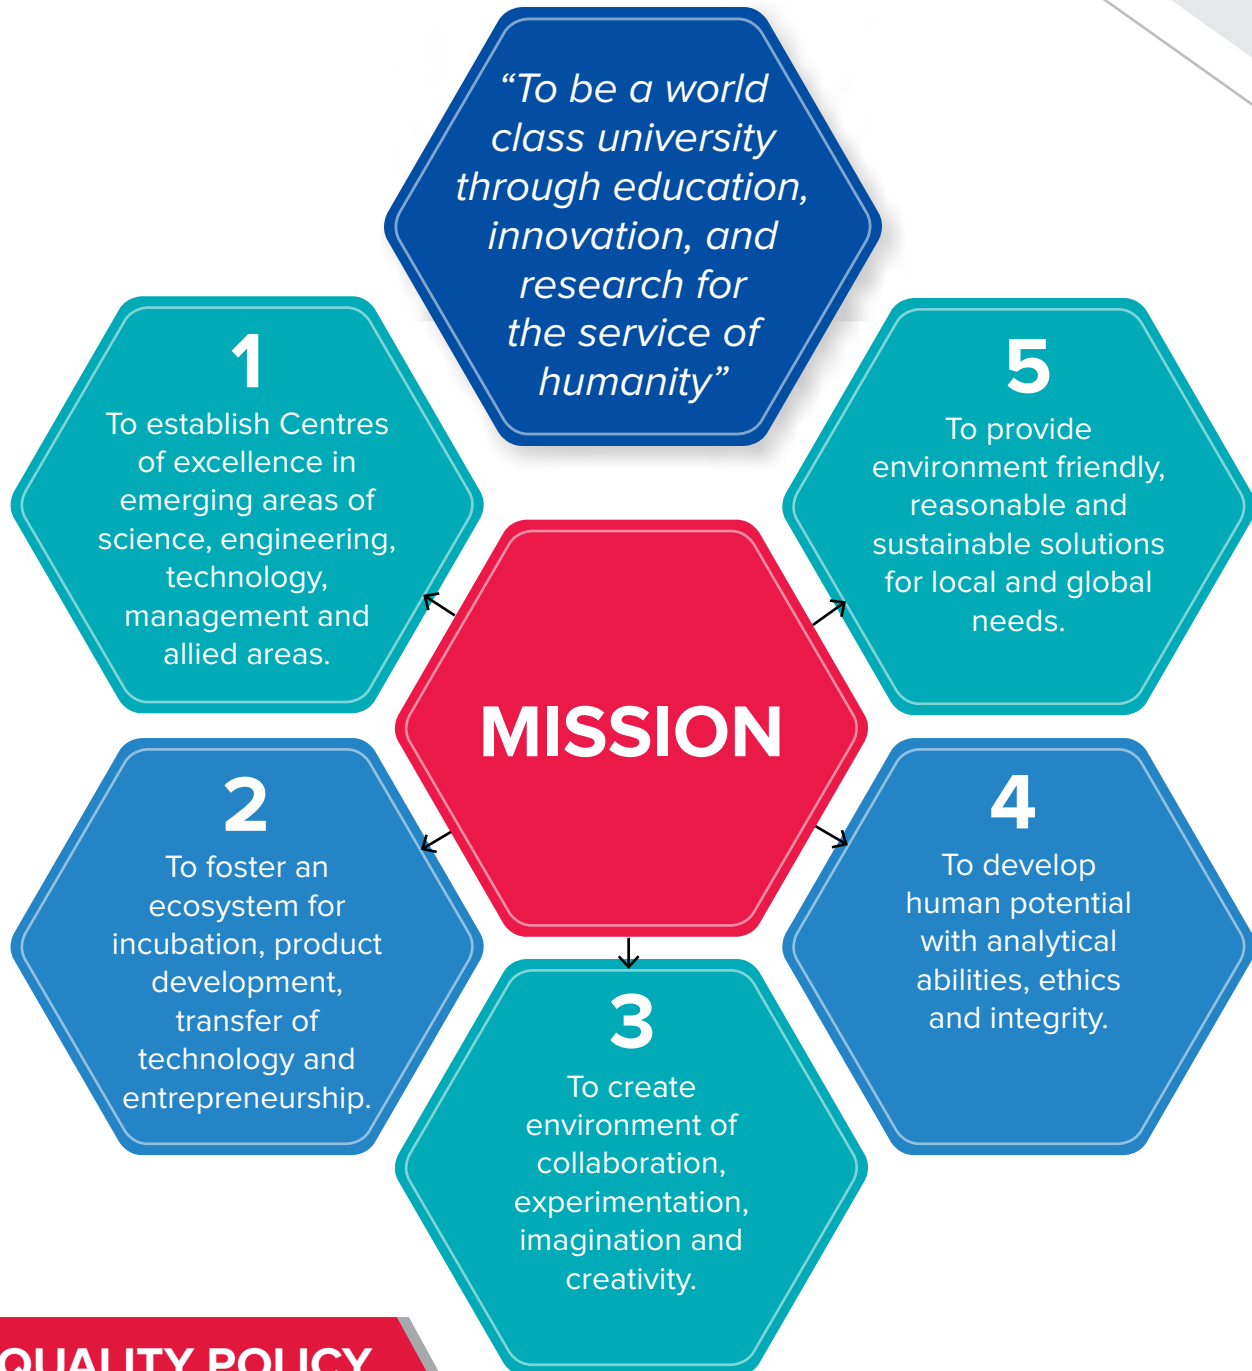 “To be a world
class university
through education,
innovation, and
research for
the service of
humanity”
1
To establish Centres
of excellence in
emerging areas of
science, engineering,
technology,
management and
allied areas.
5
To provide
environment friendly,
reasonable and
sustainable solutions
for local and global
needs.
MISSION
2
To foster an
ecosystem for
incubation, product
development,
transfer of
technology and
entrepreneurship.
4
To develop
human potential
with analytical
abilities, ethics
and integrity.
3
To create
environment of
collaboration,
experimentation,
imagination and
creativity.
QUALITY POLICY